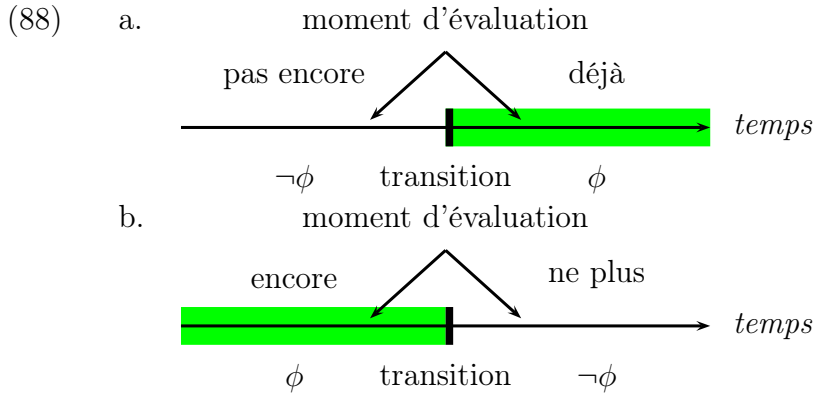 (88) a. moment d'évaluation
pas encore déjà
temps
¬ϕ transition ϕ
b. moment d'évaluation
encore ne plus
temps
ϕ transition ¬ϕ